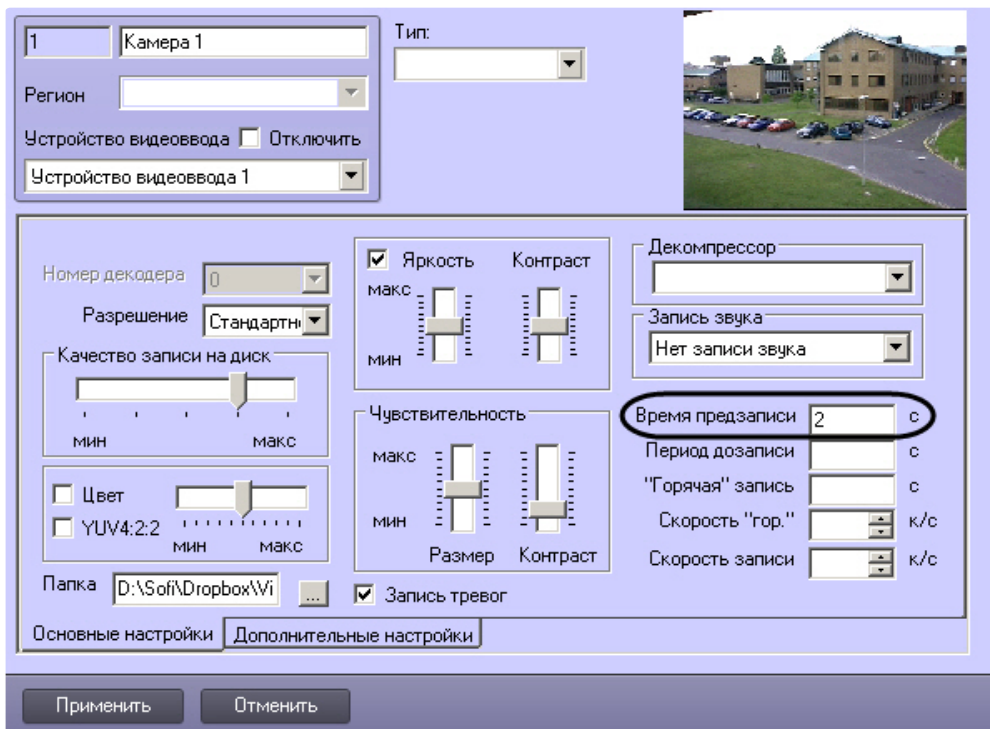 1
Камера 1
Тип:
Регион
Устройство видеоввода Отключить
Устройство видеоввода 1
Номер декодера 0
Разрешение Стандартн
Качество записи на диск
мин макс
Цвет
YUV4:2:2
мин макс
Папка D:\Sofi\Dropbox\Vi ...
Яркость Контраст
макс
мин
Чувствительность
макс
мин
Размер Контраст
Запись тревог
Декомпрессор
Запись звука
Нет записи звука
Время предзаписи 2 с
Период дозаписи с
"Горячая" запись с
Скорость "гор." к/с
Скорость записи к/с
Основные настройки Дополнительные настройки
Применить Отменить